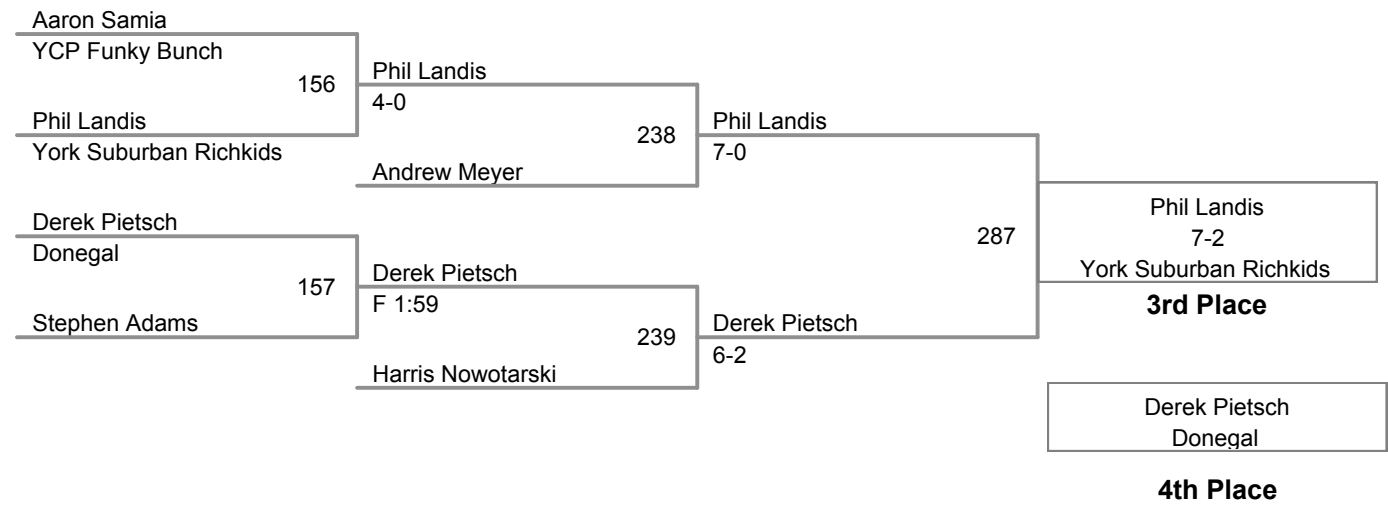 Aaron Samia
YCP Funky Bunch
156
Phil Landis
4-0
Phil Landis
York Suburban Richkids
238
Phil Landis
7-0
Andrew Meyer
Derek Pietsch
Donegal
157
Derek Pietsch
F 1:59
Stephen Adams
239
Derek Pietsch
6-2
Harris Nowotarski
287
Phil Landis
7-2
York Suburban Richkids
3rd Place
Derek Pietsch
Donegal
4th Place